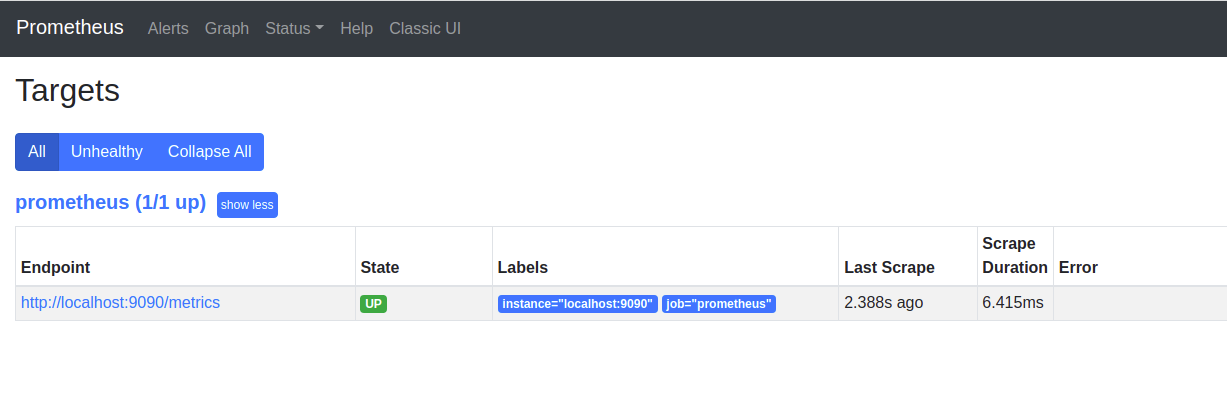 Prometheus Alerts Graph Status Help Classic UI
Targets
All Unhealthy Collapse All
prometheus (1/1 up) show less
Endpoint State Labels Last Scrape Scrape Duration Error
http://localhost:9090/metrics UP instance="localhost:9090" job="prometheus" 2.388s ago 6.415ms